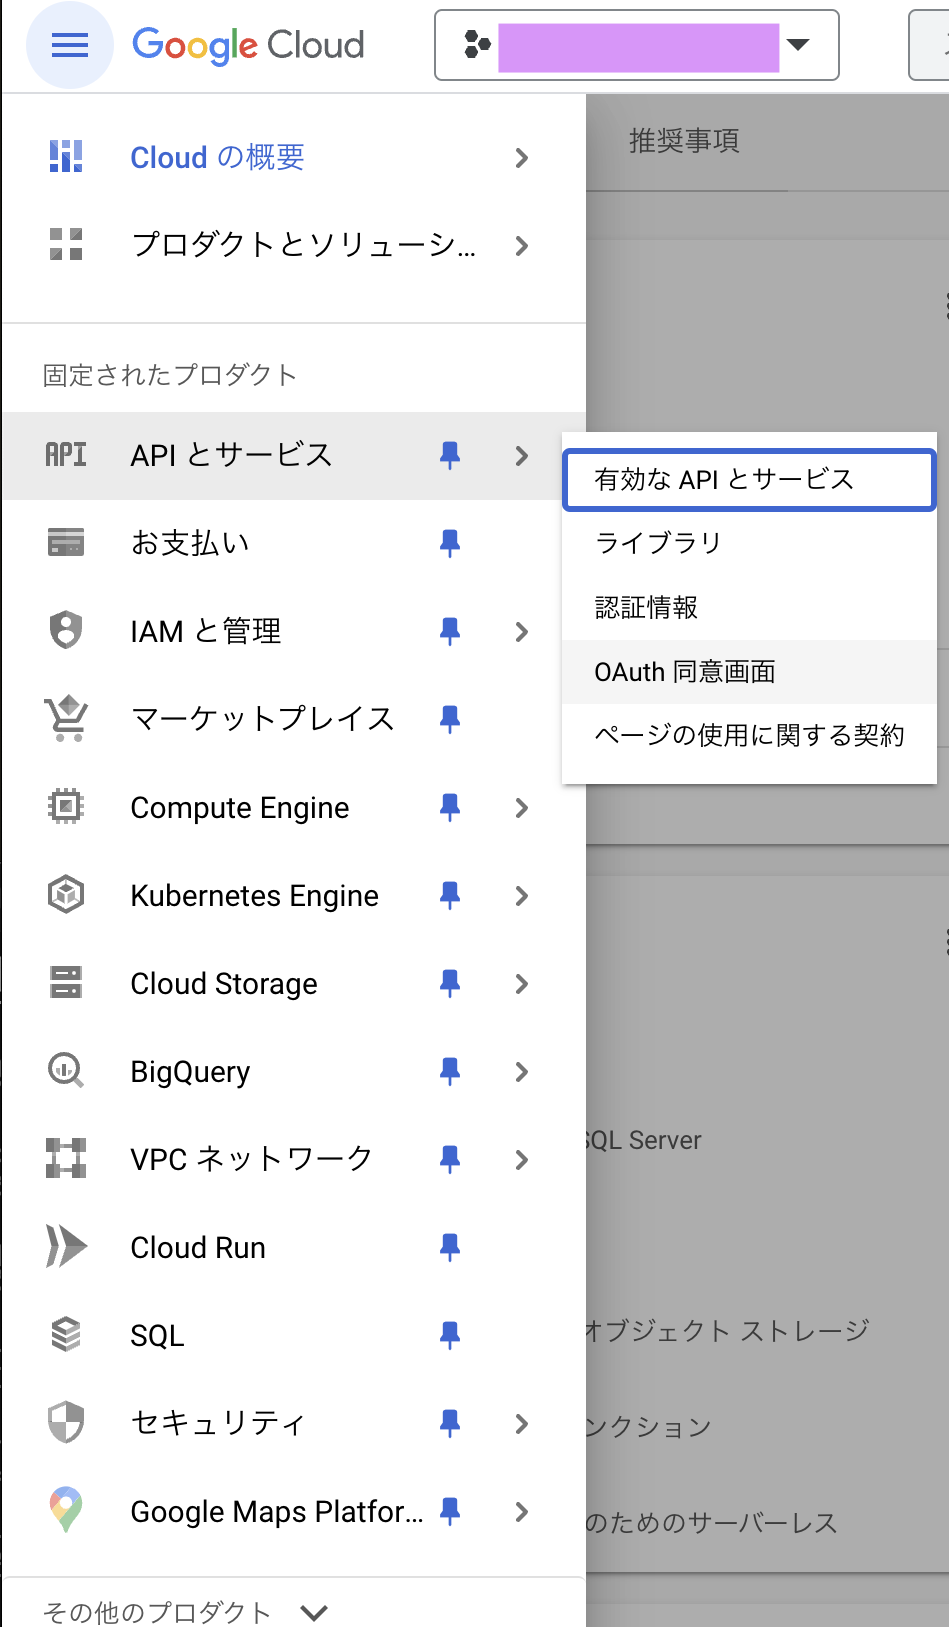 Google Cloud
Cloud の概要
プロダクトとソリューシ...
固定されたプロダクト
API とサービス
お支払い
IAM と管理
マーケットプレイス
Compute Engine
Kubernetes Engine
Cloud Storage
BigQuery
VPC ネットワーク
Cloud Run
SQL
セキュリティ
Google Maps Platfor...
その他のプロダクト
有効な API とサービス
ライブラリ
認証情報
OAuth 同意画面
ページの使用に関する契約
推奨事項
SQL Server
オブジェクト ストレージ
ンクション
のためのサーバーレス